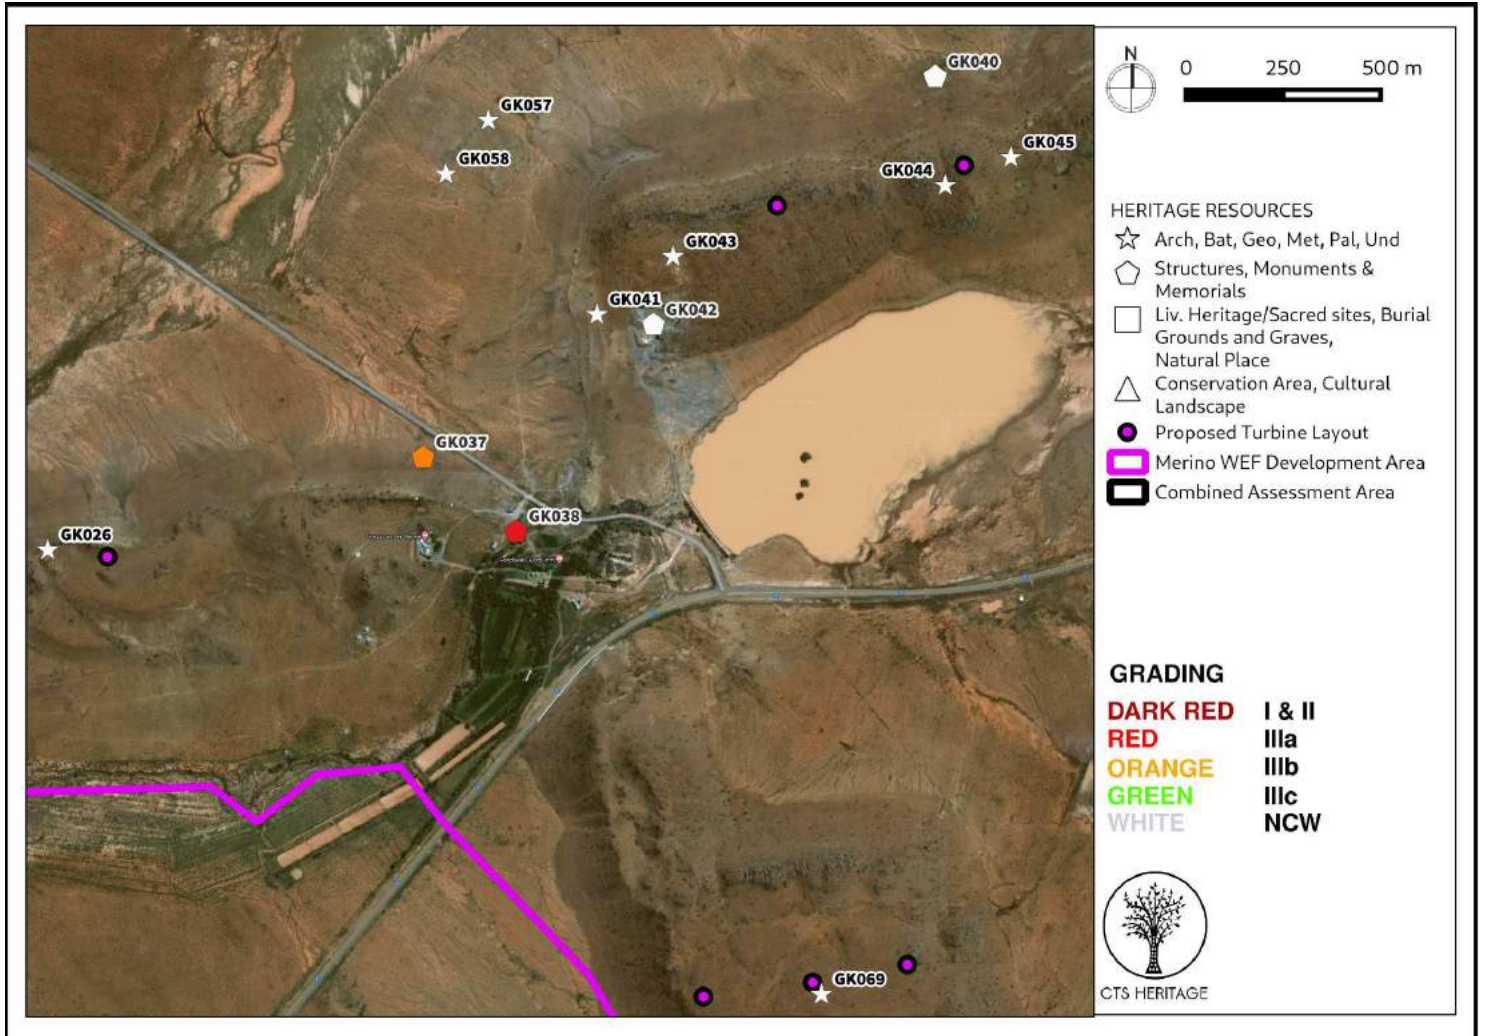 GK040
GK057
GK045
GK058
GK044
GK043
GK041
GK042
GK037
GK038
GK026
GK069
N
0 250 500 m
HERITAGE RESOURCES
Arch, Bat, Geo, Met, Pal, Und
Structures, Monuments &
Memorials
Liv. Heritage/Sacred sites, Burial
Grounds and Graves,
Natural Place
Conservation Area, Cultural
Landscape
Proposed Turbine Layout
Merino WEF Development Area
Combined Assessment Area
GRADING
DARK RED I & II
RED IIIa
ORANGE IIIb
GREEN IIIc
WHITE NCW
CTS HERITAGE